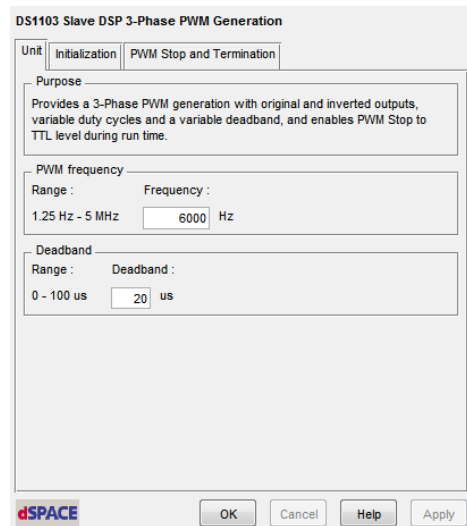 DS1103 Slave DSP 3-Phase PWM Generation
Unit Initialization PWM Stop and Termination
Purpose
Provides a 3-Phase PWM generation with original and inverted outputs,
variable duty cycles and a variable deadband, and enables PWM Stop to
TTL level during run time.
PWM frequency
Range : Frequency :
1.25 Hz - 5 MHz 6000 Hz
Deadband
Range : Deadband :
0 - 100 us 20 us
dSPACE OK Cancel Help Apply